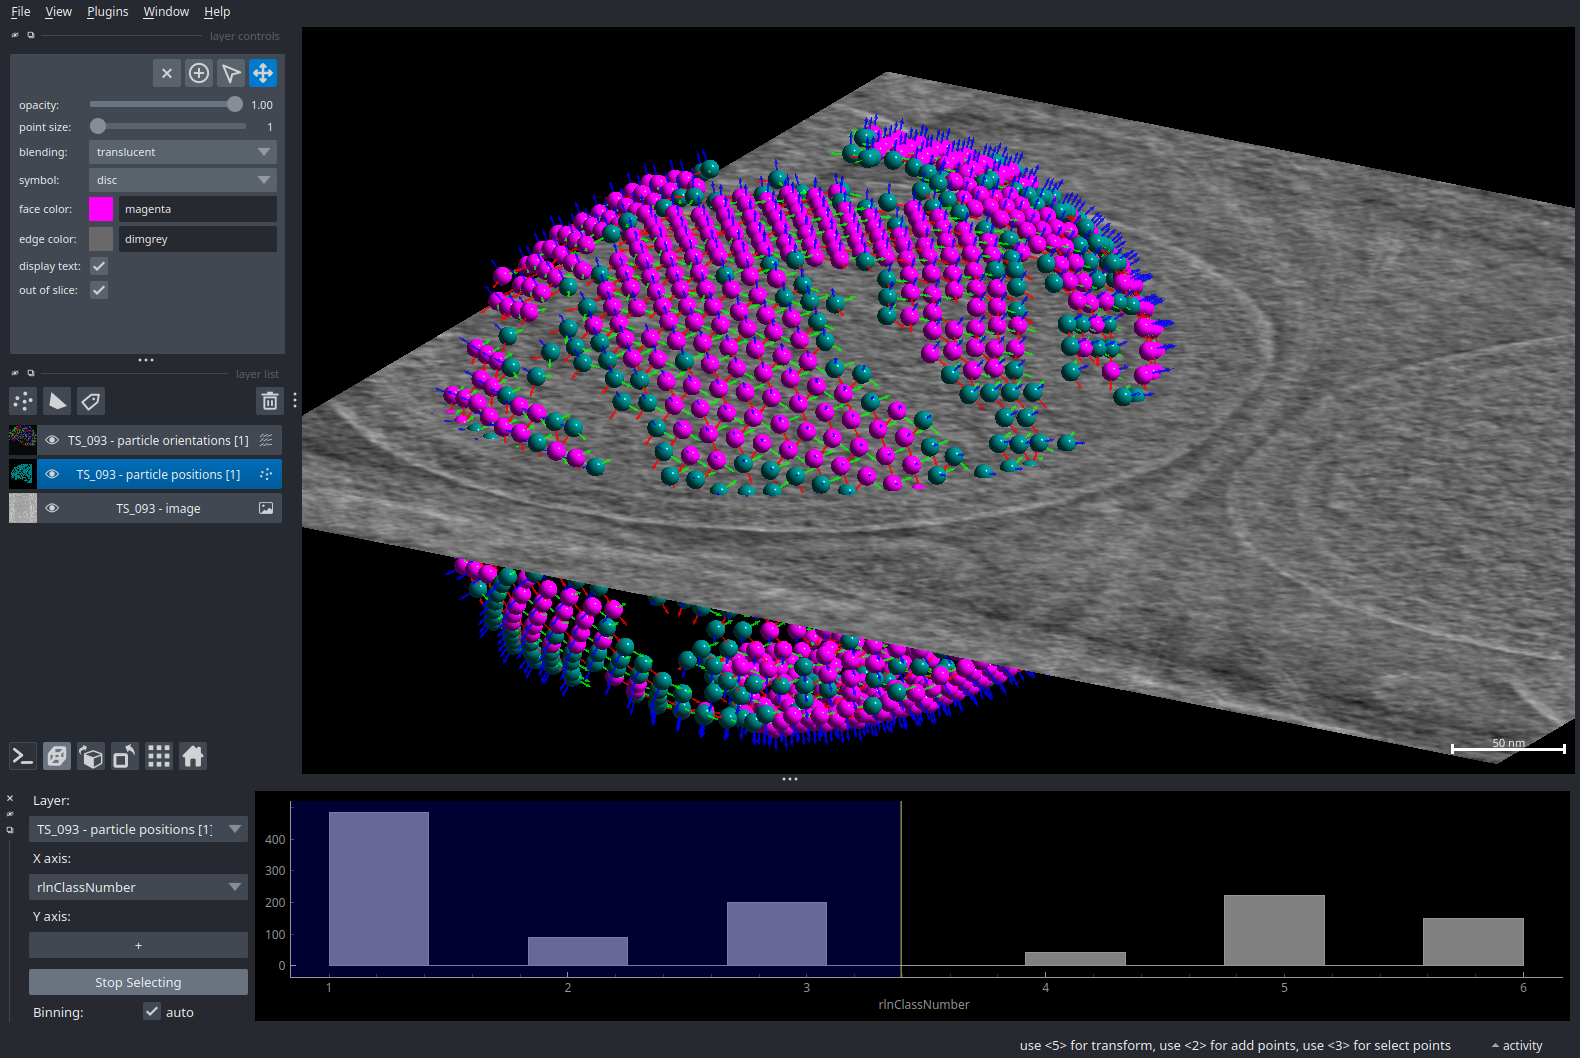 File View Plugins Window Help
layer controls
opacity: 1.00
point size: 1
blending: translucent
symbol: disc
face color: magenta
edge color: dimgrey
display text:
out of slice:
layer list
TS_093 - particle orientations [1]
TS_093 - particle positions [1]
TS_093 - image
50 nm
Layer:
TS_093 - particle positions [1]
X axis:
rlnClassNumber
Y axis:
+
Stop Selecting
Binning: auto
400
300
200
100
0
1 2 3 4 5 6
rlnClassNumber
use <5> for transform, use <2> for add points, use <3> for select points
activity